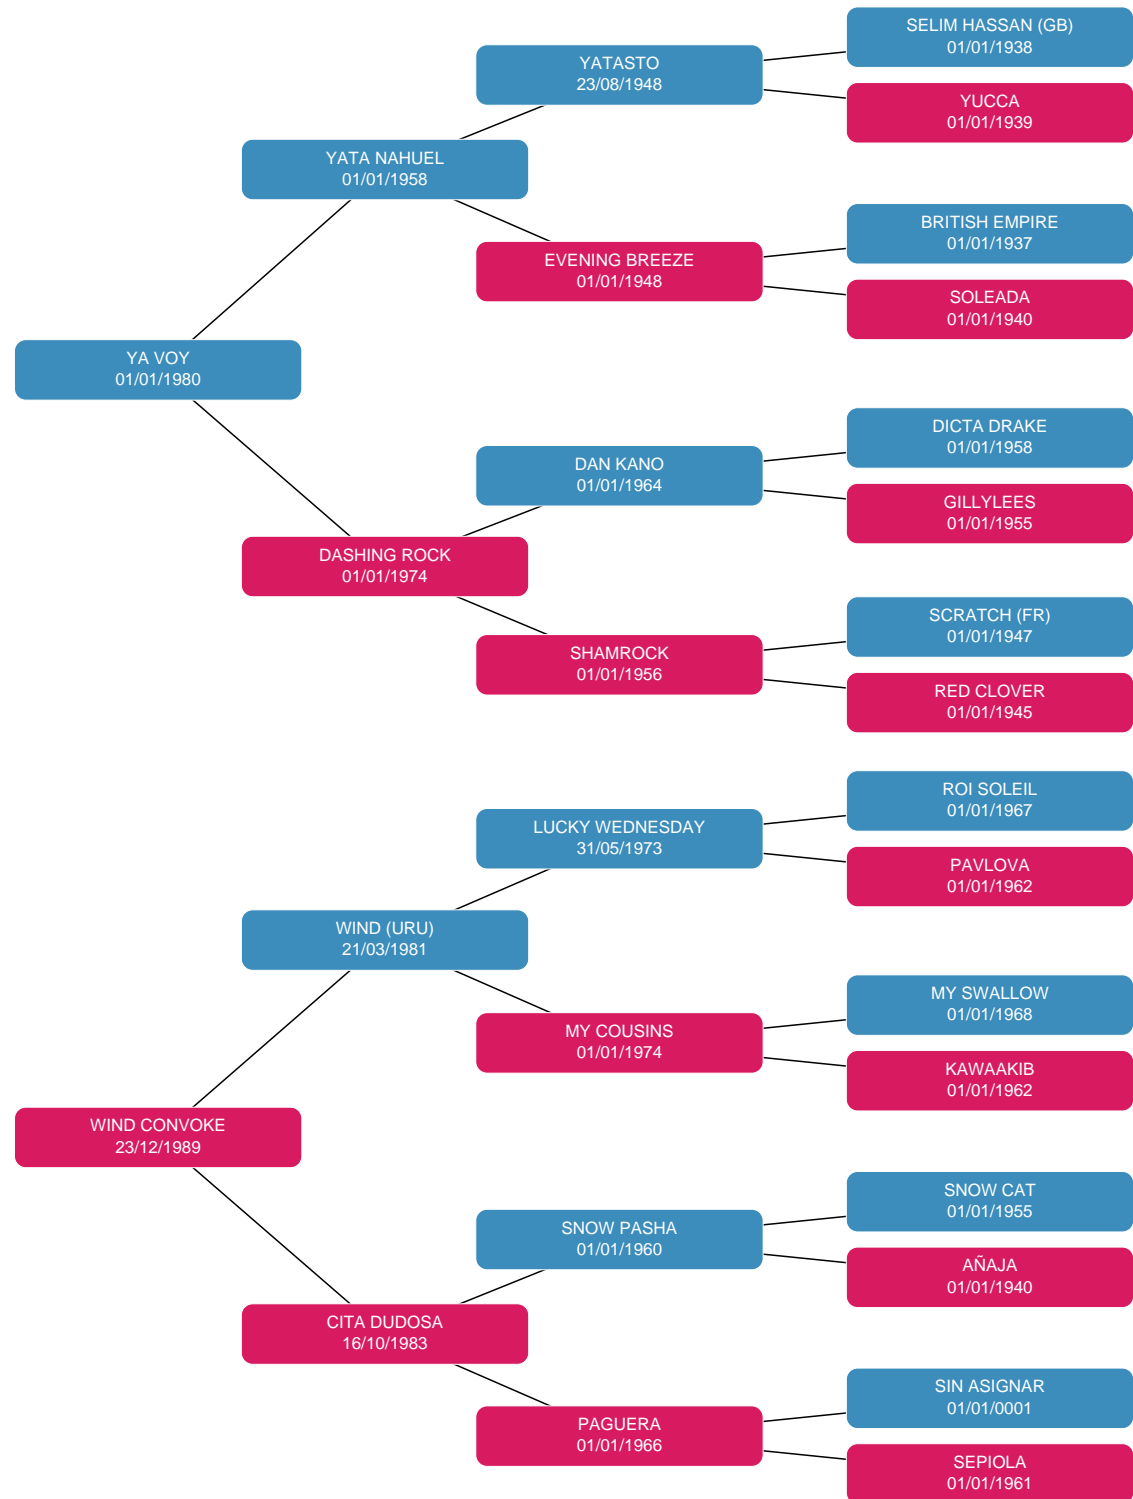 SELIM HASSAN (GB)
01/01/1938
YATASTO
23/08/1948
YUCCA
01/01/1939
YATA NAHUEL
01/01/1958
BRITISH EMPIRE
01/01/1937
EVENING BREEZE
01/01/1948
SOLEADA
01/01/1940
YA VOY
01/01/1980
DICTA DRAKE
01/01/1958
DAN KANO
01/01/1964
GILLYLEES
01/01/1955
DASHING ROCK
01/01/1974
SCRATCH (FR)
01/01/1947
SHAMROCK
01/01/1956
RED CLOVER
01/01/1945
ROI SOLEIL
01/01/1967
LUCKY WEDNESDAY
31/05/1973
PAVLOVA
01/01/1962
WIND (URU)
21/03/1981
MY SWALLOW
01/01/1968
MY COUSINS
01/01/1974
KAWAAKIB
01/01/1962
WIND CONVOKE
23/12/1989
SNOW CAT
01/01/1955
SNOW PASHA
01/01/1960
AÑAJA
01/01/1940
CITA DUDOSA
16/10/1983
SIN ASIGNAR
01/01/0001
PAGUERA
01/01/1966
SEPIOLA
01/01/1961